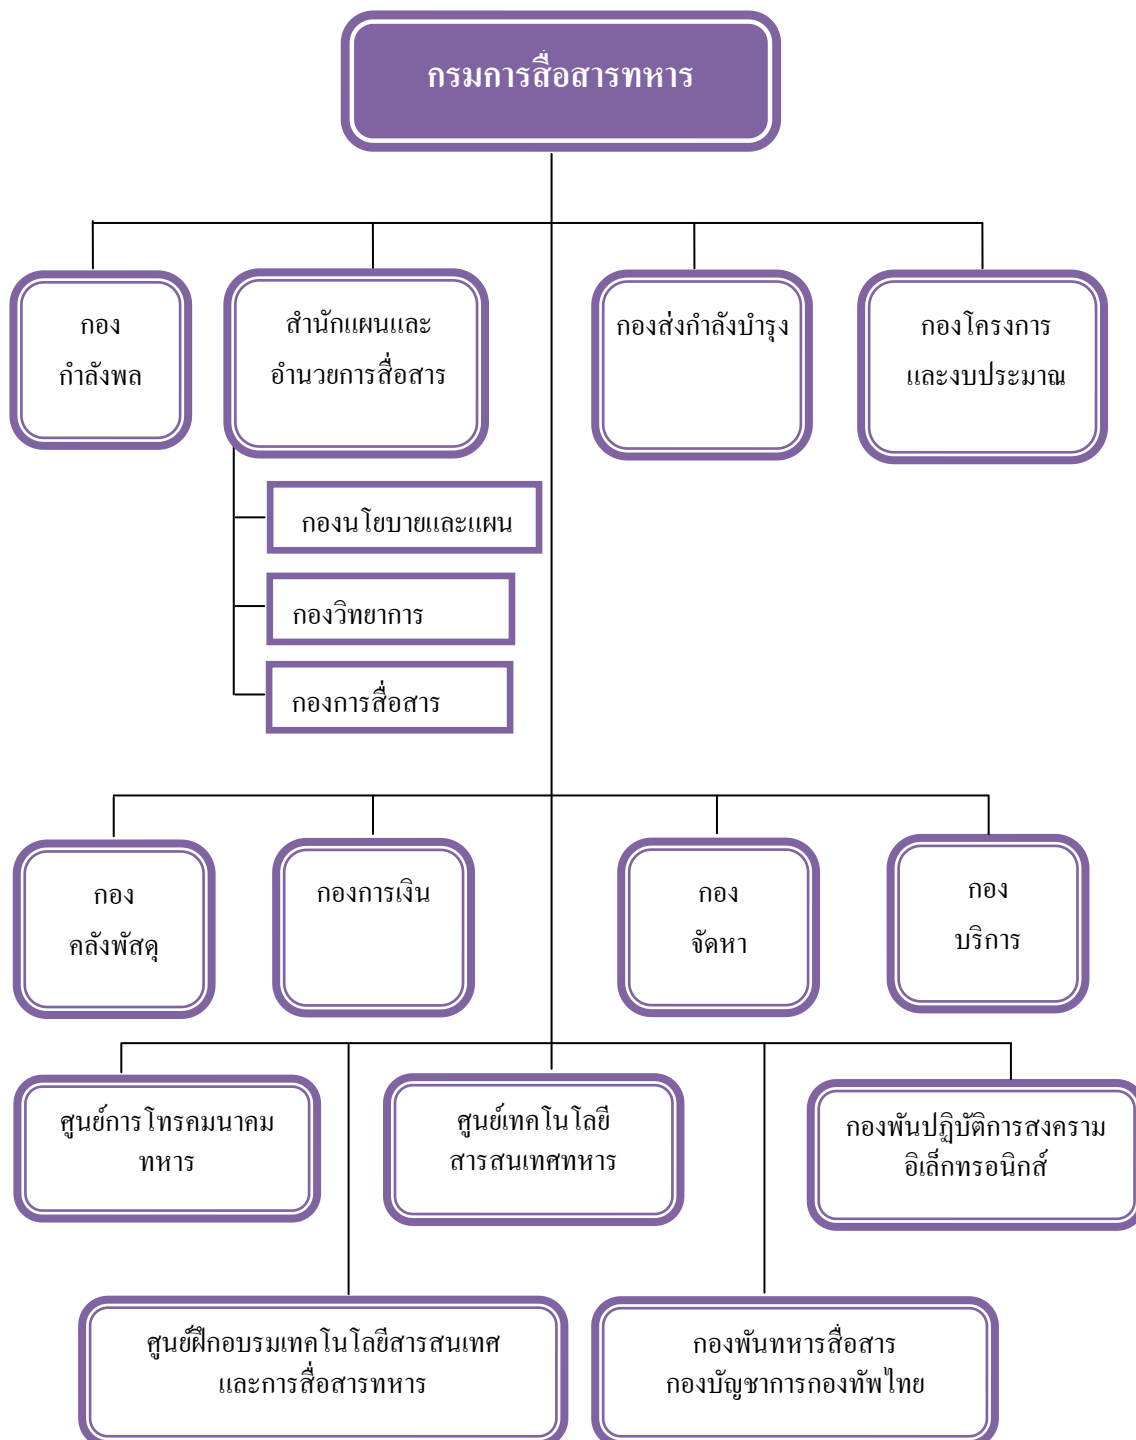 กรมการสื่อสารทหาร
กอง
กำลังพล
สำนักแผนและ
อำนวยการสื่อสาร
กองส่งกำลังบำรุง
กองโครงการ
และงบประมาณ
กองนโยบายและแผน
กองวิทยาการ
กองการสื่อสาร
กอง
คลังพัสดุ
กองการเงิน
กอง
จัดหา
กอง
บริการ
ศูนย์การโทรคมนาคม
ทหาร
ศูนย์เทคโนโลยี
สารสนเทศทหาร
กองพันปฏิบัติการสงคราม
อิเล็กทรอนิกส์
ศูนย์ฝึกอบรมเทคโนโลยีสารสนเทศ
และการสื่อสารทหาร
กองพันทหารสื่อสาร
กองบัญชาการกองทัพไทย